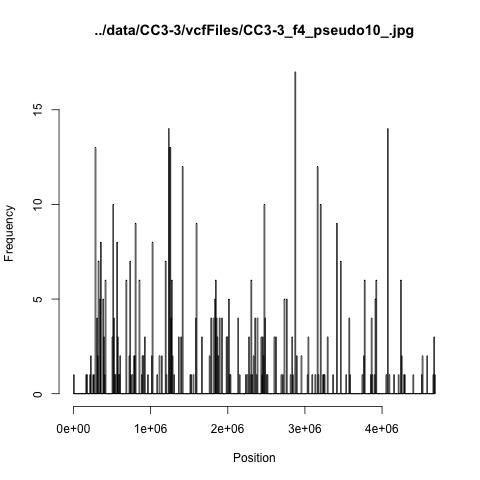 ../data/CC3-3/vcfFiles/CC3-3_f4_pseudo10_.jpg
15
10
5
0
Frequency
0e+00 1e+06 2e+06 3e+06 4e+06
Position